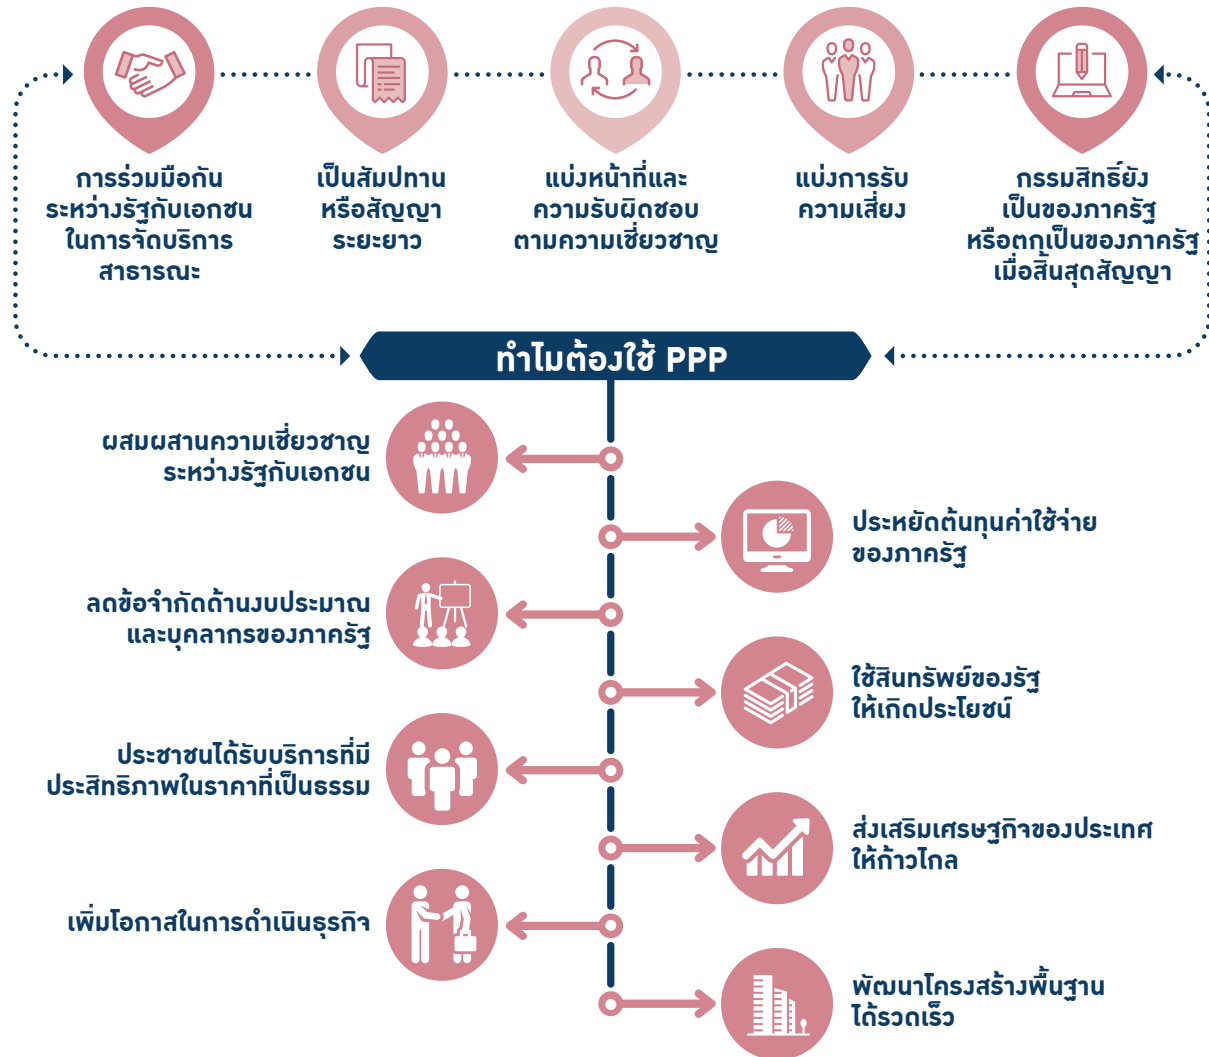 การร่วมมือกัน
ระหว่างรัฐกับเอกชน
ในการจัดบริการ
สาธารณะ
เป็นสัมปทาน
หรือสัญญา
ระยะยาว
แบ่งหน้าที่และ
ความรับผิดชอบ
ตามความเชี่ยวชาญ
แบ่งการรับ
ความเสี่ยง
กรรมสิทธิ์ยัง
เป็นของภาครัฐ
หรือตกเป็นของภาครัฐ
เมื่อสิ้นสุดสัญญา
ทำไมต้องใช้ PPP
ผสมผสานความเชี่ยวชาญ
ระหว่างรัฐกับเอกชน
ประหยัดต้นทุนค่าใช้จ่าย
ของภาครัฐ
ลดข้อจำกัดด้านงบประมาณ
และบุคลากรของภาครัฐ
ใช้สินทรัพย์ของรัฐ
ให้เกิดประโยชน์
ประชาชนได้รับบริการที่มี
ประสิทธิภาพในราคาที่เป็นธรรม
ส่งเสริมเศรษฐกิจของประเทศ
ให้ก้าวไกล
เพิ่มโอกาสในการดำเนินธุรกิจ
พัฒนาโครงสร้างพื้นฐาน
ได้รวดเร็ว